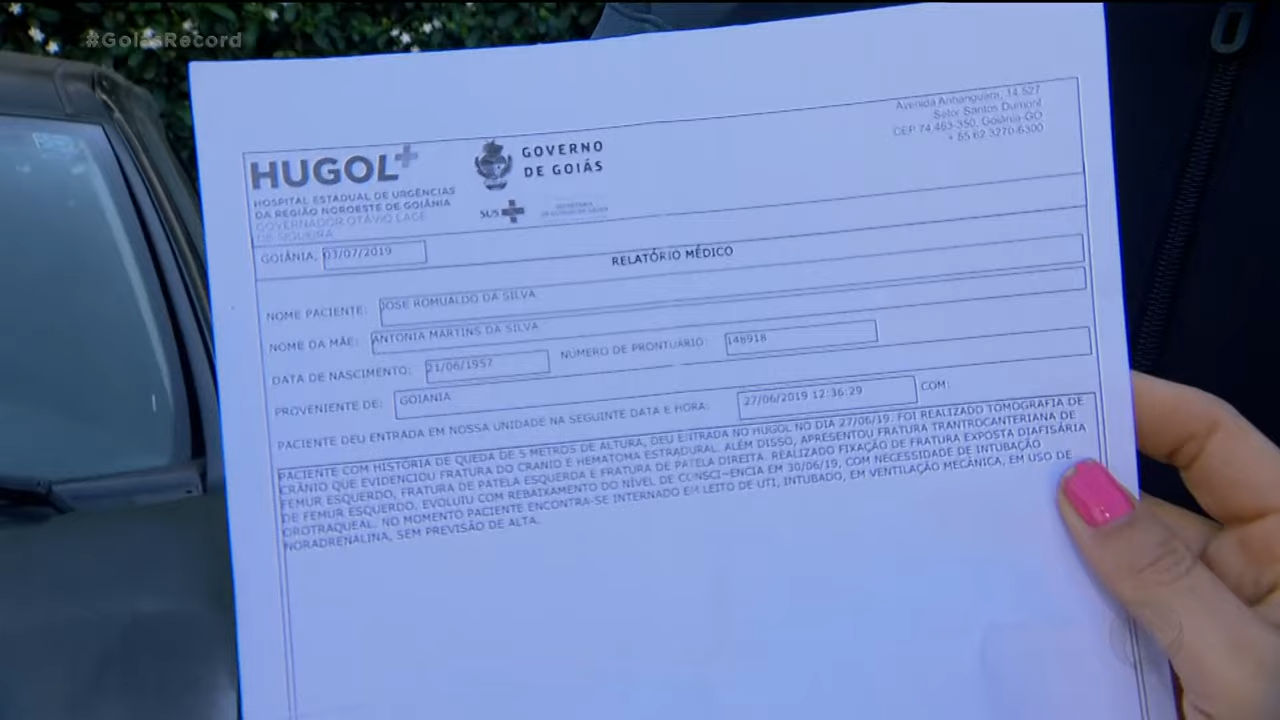 #GoiásRecord
Avenida Anhanguera, 14.527
Setor Santos Dumont
CEP 74.463-350, Goiânia-GO
+ 55 62 3270-6300
HUGOL+
HOSPITAL ESTADUAL DE URGÊNCIAS
DA REGIÃO NOROESTE DE GOIÂNIA
GOVERNADOR OTÁVIO LAGE
DE SIQUEIRA
GOVERNO
DE GOIÁS
SUS
GOIÂNIA, 03/07/2019
RELATÓRIO MÉDICO
NOME PACIENTE: JOSE ROMUALDO DA SILVA
NOME DA MÃE: ANTONIA MARTINS DA SILVA
DATA DE NASCIMENTO: 21/06/1957 NÚMERO DE PRONTUÁRIO: 148918
PROVENIENTE DE: GOIANIA
PACIENTE DEU ENTRADA EM NOSSA UNIDADE NA SEGUINTE DATA E HORA: 27/06/2019 12:36:29 COM:
PACIENTE COM HISTÓRIA DE QUEDA DE 5 METROS DE ALTURA, DEU ENTRADA NO HUGOL NO DIA 27/06/19. FOI REALIZADO TOMOGRAFIA DE
CRÂNIO QUE EVIDENCIOU FRATURA DO CRANIO E HEMATOMA ESTRADURAL. ALÉM DISSO, APRESENTOU FRATURA TRANTROCANTERIANA DE
FEMUR ESQUERDO, FRATURA DE PATELA ESQUERDA E FRATURA DE PATELA DIREITA. REALIZADO FIXAÇÃO DE FRATURA EXPOSTA DIAFISÁRIA
DE FEMUR ESQUERDO. EVOLUIU COM REBAIXAMENTO DO NÍVEL DE CONSCI=ENCIA EM 30/06/19, COM NECESSIDADE DE INTUBAÇÃO
OROTRAQUEAL. NO MOMENTO PACIENTE ENCONTRA-SE INTERNADO EM LEITO DE UTI, INTUBADO, EM VENTILAÇÃO MECÂNICA, EM USO DE
NORADRENALINA, SEM PREVISÃO DE ALTA.